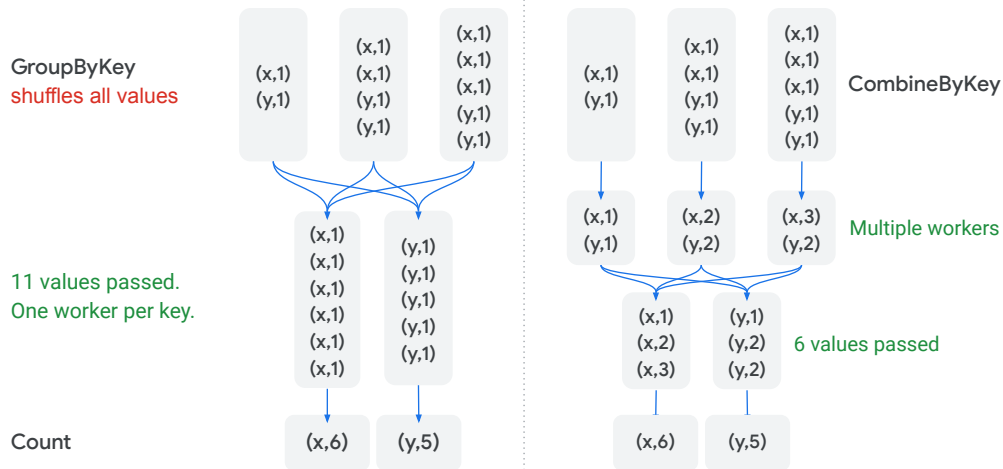 GroupByKey
shuffles all values
(x,1)
(y,1)
(x,1)
(x,1)
(y,1)
(y,1)
(x,1)
(x,1)
(x,1)
(y,1)
(y,1)
11 values passed.
One worker per key.
(x,1)
(x,1)
(x,1)
(x,1)
(x,1)
(x,1)
(y,1)
(y,1)
(y,1)
(y,1)
(y,1)
Count
(x,6)
(y,5)
(x,1)
(y,1)
(x,1)
(x,1)
(y,1)
(y,1)
(x,1)
(x,1)
(x,1)
(y,1)
(y,1)
CombineByKey
(x,1)
(y,1)
(x,2)
(y,2)
(x,3)
(y,2)
Multiple workers
(x,1)
(x,2)
(x,3)
(y,1)
(y,2)
(y,2)
6 values passed
(x,6)
(y,5)